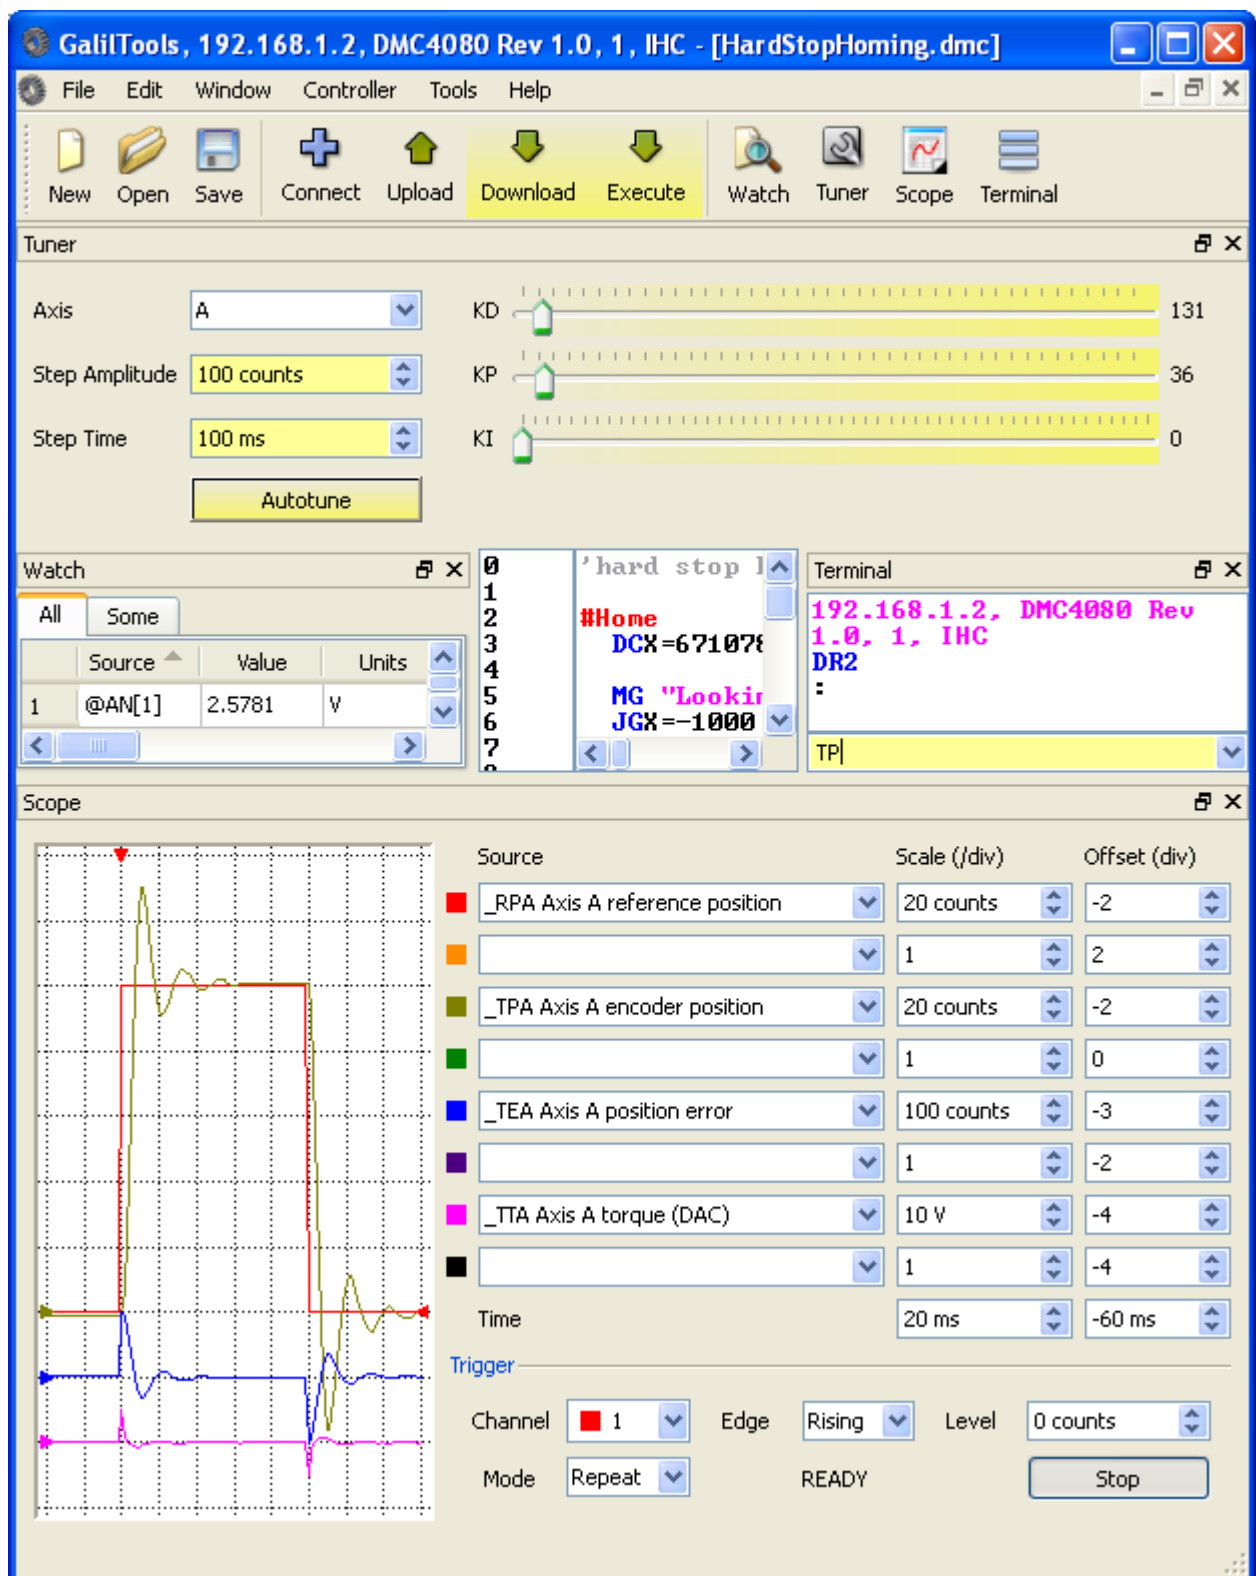 GalilTools, 192.168.1.2, DMC4080 Rev 1.0, 1, IHC - [HardStopHoming.dmc]
File Edit Window Controller Tools Help
New Open Save Connect Upload Download Execute Watch Tuner Scope Terminal
Tuner
Axis A KD 131
Step Amplitude 100 counts KP 36
Step Time 100 ms KI 0
Autotune
Watch
All Some
Source Value Units
1 @AN[1] 2.5781 V
0 'hard stop
1
2 #Home
3 DCX=671078
4
5 MG "Lookin
6 JGX=-1000
7
Terminal
192.168.1.2, DMC4080 Rev
1.0, 1, IHC
DR2
:
TP
Scope
Source Scale (/div) Offset (div)
_RPA Axis A reference position 20 counts -2
1 2
_TPA Axis A encoder position 20 counts -2
1 0
_TEA Axis A position error 100 counts -3
1 -2
_TTA Axis A torque (DAC) 10 V -4
1 -4
Time 20 ms -60 ms
Trigger
Channel 1 Edge Rising Level 0 counts
Mode Repeat READY Stop